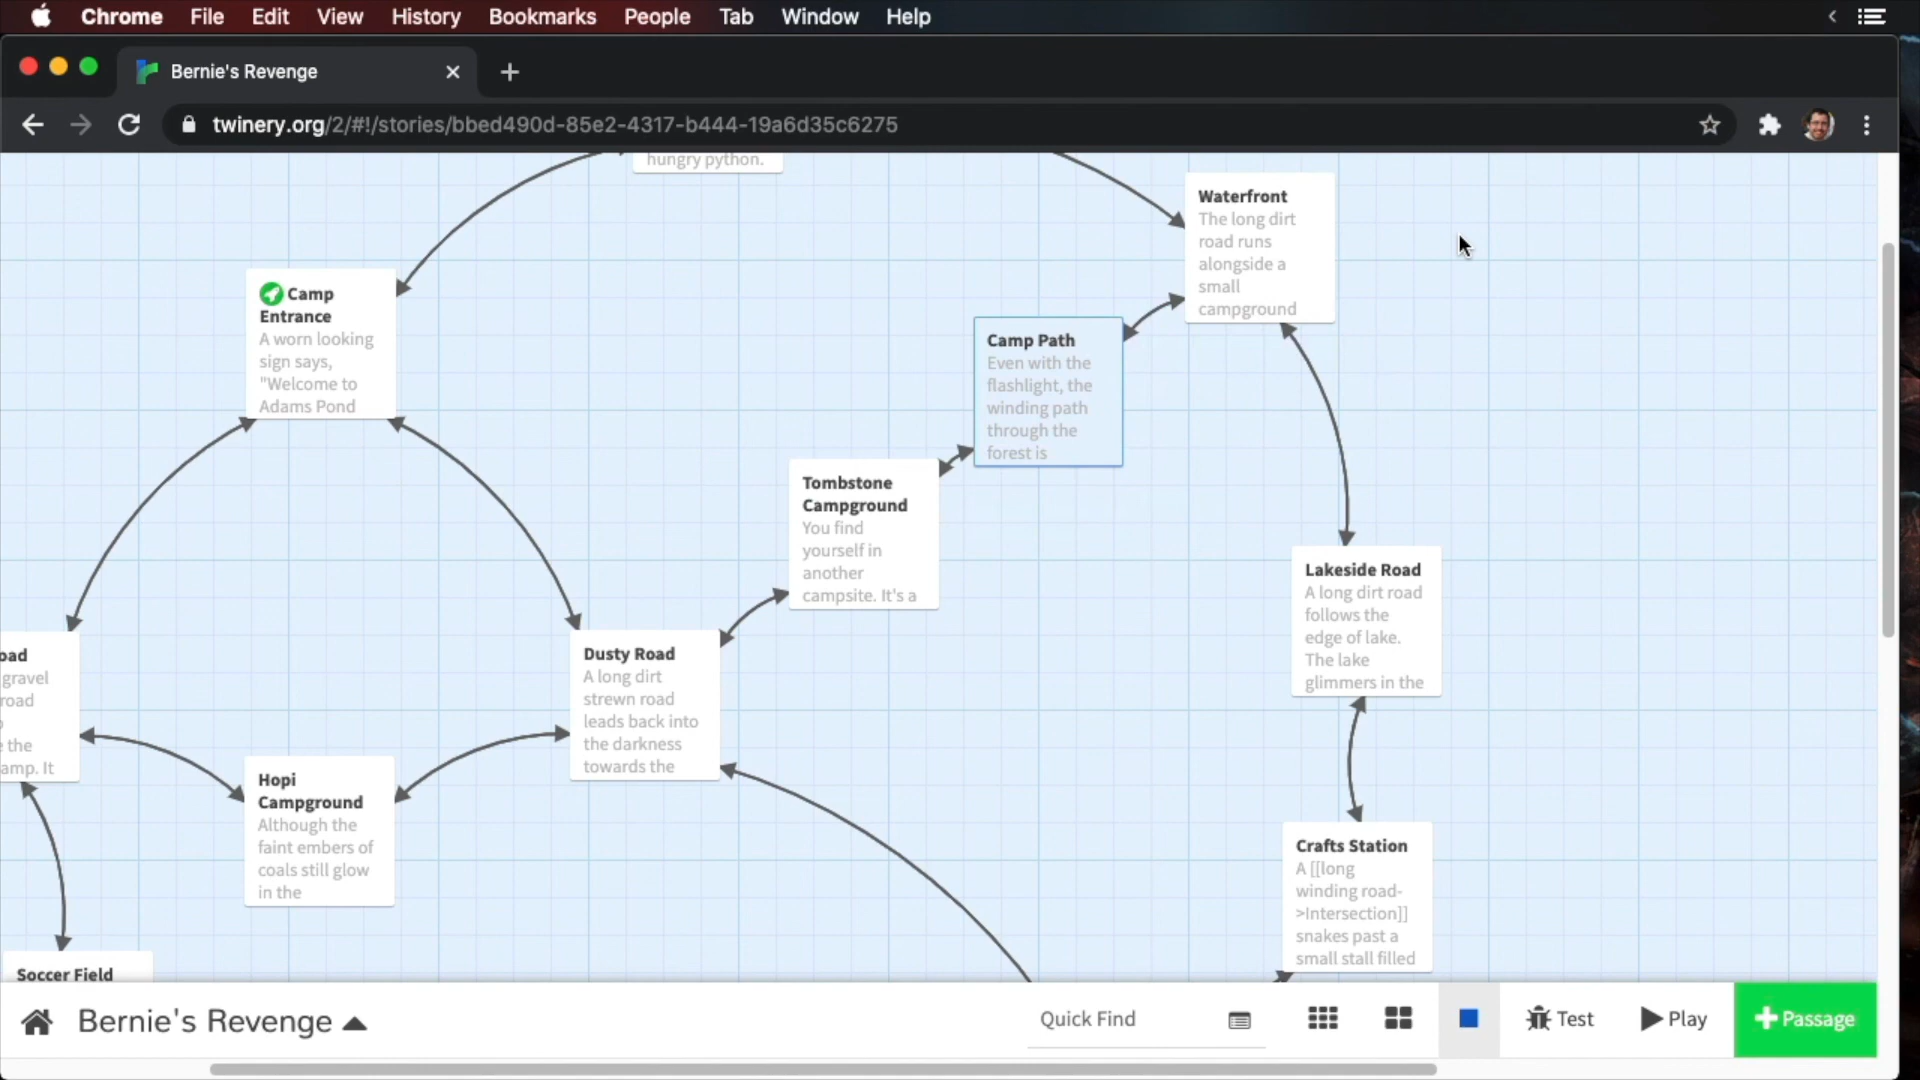 Chrome File Edit View History Bookmarks People Tab Window Help
Bernie's Revenge
twinery.org/2/#!/stories/bbed490d-85e2-4317-b444-19a6d35c6275
hungry python.
Waterfront
The long dirt
road runs
alongside a
small
campground
Camp
Entrance
A worn looking
sign says,
"Welcome to
Adams Pond
Camp Path
Even with the
flashlight, the
winding path
through the
forest is
Tombstone
Campground
You find
yourself in
another
campsite. It's a
Lakeside Road
A long dirt road
follows the
edge of lake.
The lake
glimmers in the
oad
gravel
road
o
e the
amp. It
Dusty Road
A long dirt
strewn road
leads back into
the darkness
towards the
Hopi
Campground
Although the
faint embers of
coals still glow
in the
Crafts Station
A [[long
winding road-
>Intersection]]
snakes past a
small stall filled
Soccer Field
Bernie's Revenge
Quick Find
Test
Play
+Passage